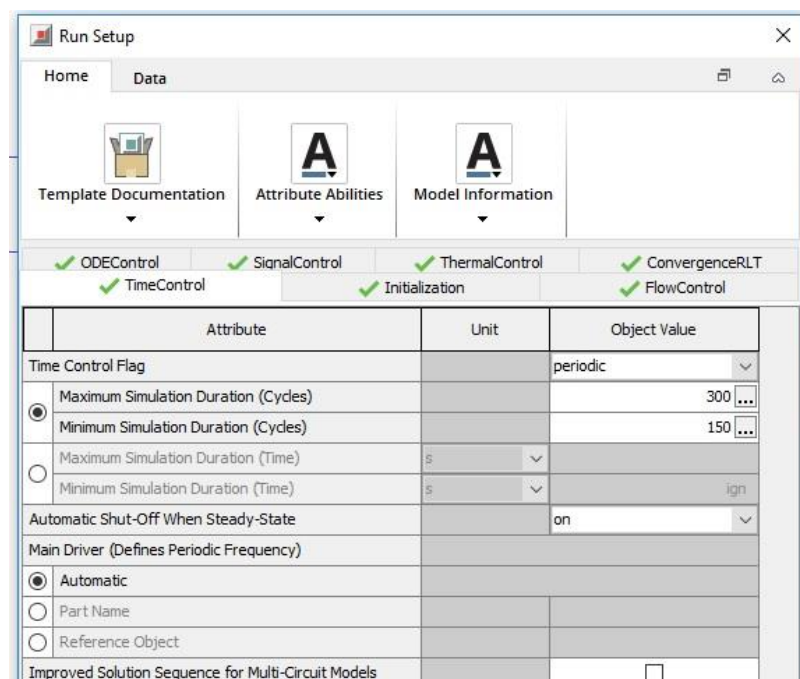 Run Setup
Home Data
Template Documentation Attribute Abilities Model Information
ODEControl SignalControl ThermalControl ConvergenceRLT
TimeControl Initialization FlowControl
Attribute Unit Object Value
Time Control Flag periodic
Maximum Simulation Duration (Cycles) 300 ...
Minimum Simulation Duration (Cycles) 150 ...
Maximum Simulation Duration (Time) s
Minimum Simulation Duration (Time) s ign
Automatic Shut-Off When Steady-State on
Main Driver (Defines Periodic Frequency)
Automatic
Part Name
Reference Object
Improved Solution Sequence for Multi-Circuit Models